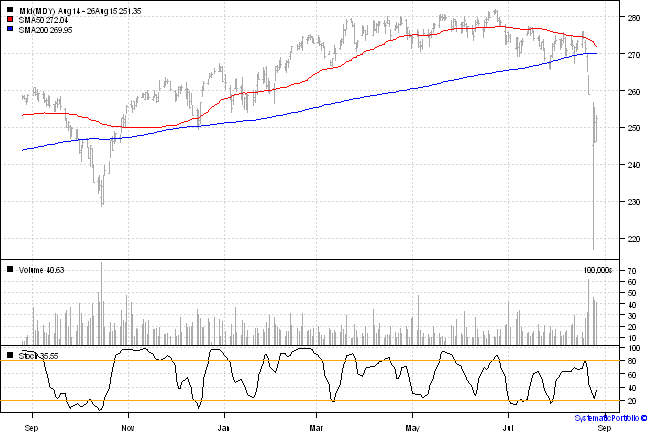 Mid(MDY) Aug14 - 26Aug15 251.35
SMA50 272.04
SMA200 269.95
280
270
260
250
240
230
220
Volume 40.63
100,000s
70
60
50
40
30
20
10
Stock 35.55
100
80
60
40
20
Sep
Nov
Jan
Mar
May
Jul
Sep
SystematicPortfolio ©